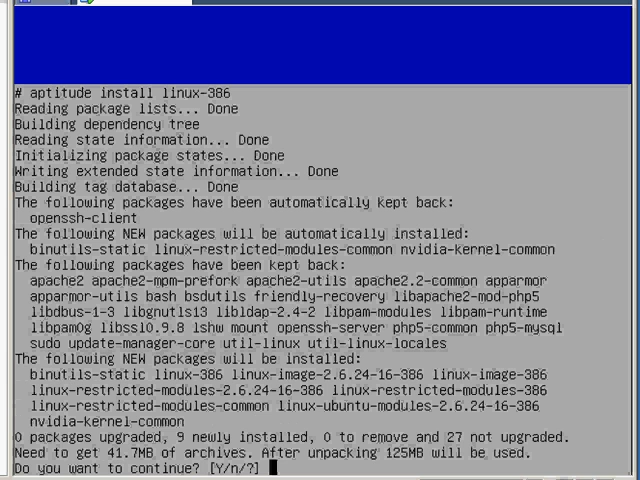 # aptitude install linux-386
Reading package lists... Done
Building dependency tree
Reading state information... Done
Initializing package states... Done
Writing extended state information... Done
Building tag database... Done
The following packages have been automatically kept back:
openssh-client
The following NEW packages will be automatically installed:
binutils-static linux-restricted-modules-common nvidia-kernel-common
The following packages have been kept back:
apache2 apache2-mpm-prefork apache2-utils apache2.2-common apparmor
apparmor-utils bash bsdutils friendly-recovery libapache2-mod-php5
libdbus-1-3 libgnutls13 libldap-2.4-2 libpam-modules libpam-runtime
libpam0g libssl0.9.8 lshw mount openssh-server php5-common php5-mysql
sudo update-manager-core util-linux util-linux-locales
The following NEW packages will be installed:
binutils-static linux-386 linux-image-2.6.24-16-386 linux-image-386
linux-restricted-modules-2.6.24-16-386 linux-restricted-modules-386
linux-restricted-modules-common linux-ubuntu-modules-2.6.24-16-386
nvidia-kernel-common
0 packages upgraded, 9 newly installed, 0 to remove and 27 not upgraded.
Need to get 41.7MB of archives. After unpacking 125MB will be used.
Do you want to continue? [Y/n/?]